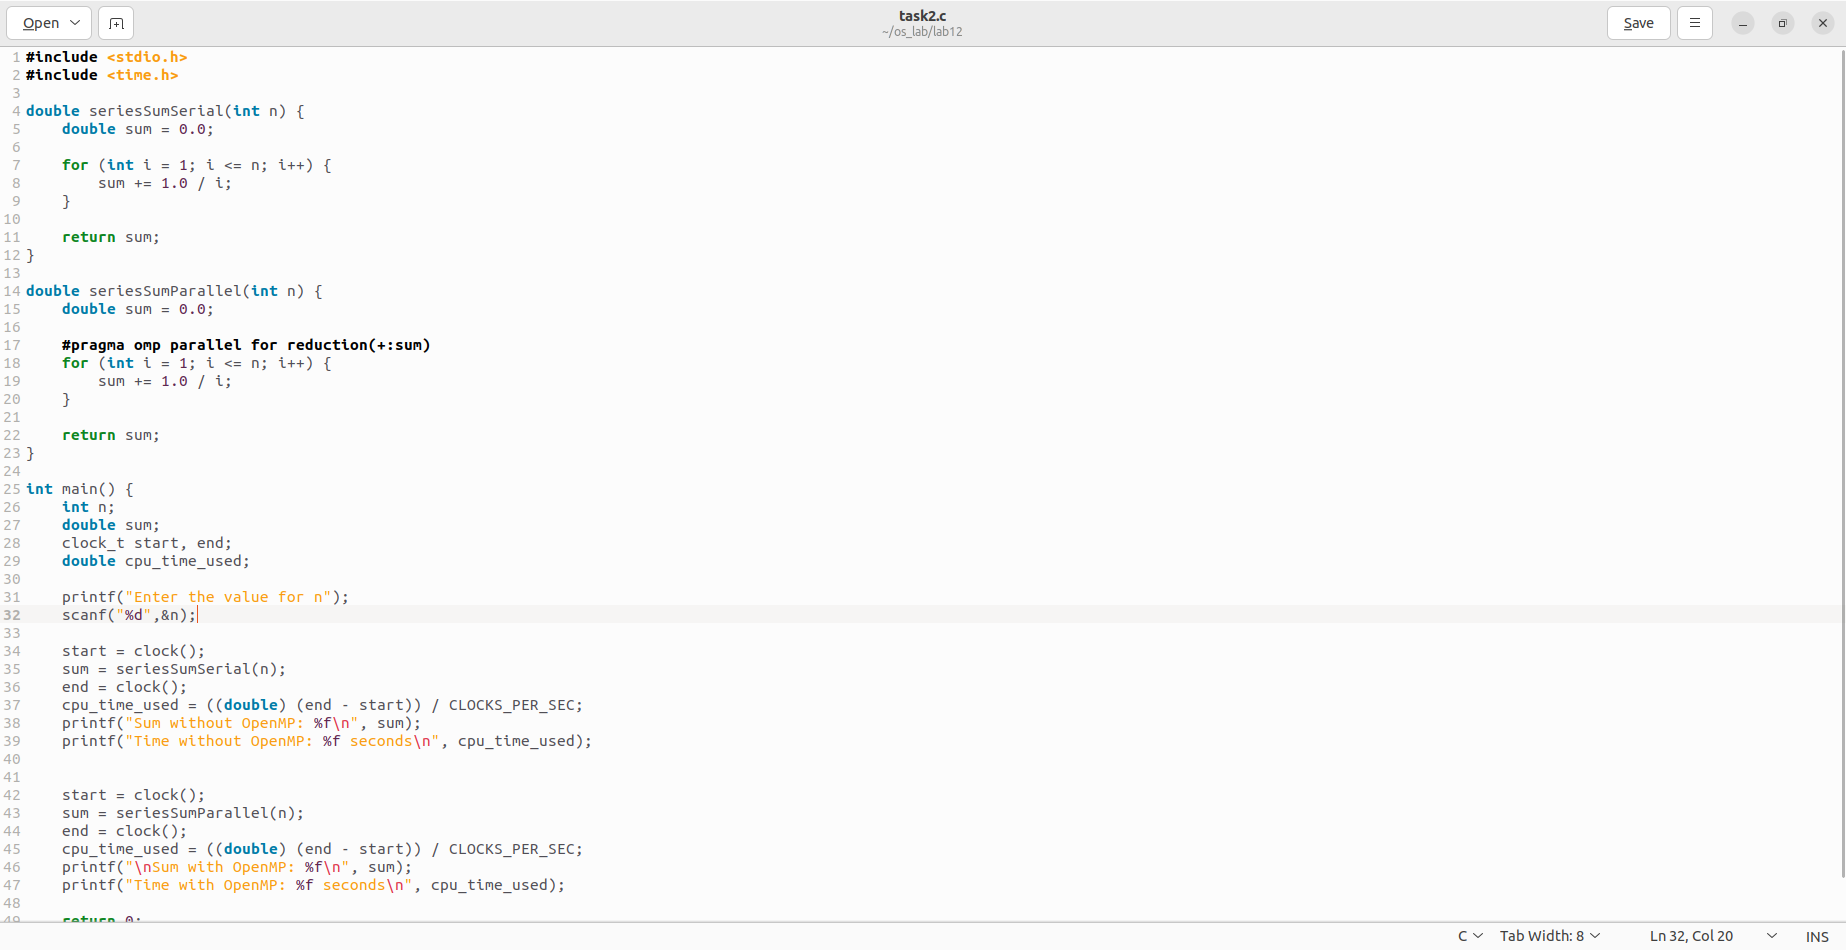 Open
task2.c
~/os_lab/lab12
Save
1 #include <stdio.h>
2 #include <time.h>
3
4 double seriesSumSerial(int n) {
5     double sum = 0.0;
6
7     for (int i = 1; i <= n; i++) {
8         sum += 1.0 / i;
9     }
10
11     return sum;
12 }
13
14 double seriesSumParallel(int n) {
15     double sum = 0.0;
16
17     #pragma omp parallel for reduction(+:sum)
18     for (int i = 1; i <= n; i++) {
19         sum += 1.0 / i;
20     }
21
22     return sum;
23 }
24
25 int main() {
26     int n;
27     double sum;
28     clock_t start, end;
29     double cpu_time_used;
30
31     printf("Enter the value for n");
32     scanf("%d",&n);
33
34     start = clock();
35     sum = seriesSumSerial(n);
36     end = clock();
37     cpu_time_used = ((double) (end - start)) / CLOCKS_PER_SEC;
38     printf("Sum without OpenMP: %f\n", sum);
39     printf("Time without OpenMP: %f seconds\n", cpu_time_used);
40
41
42     start = clock();
43     sum = seriesSumParallel(n);
44     end = clock();
45     cpu_time_used = ((double) (end - start)) / CLOCKS_PER_SEC;
46     printf("\nSum with OpenMP: %f\n", sum);
47     printf("Time with OpenMP: %f seconds\n", cpu_time_used);
48
49     return 0;
C Tab Width: 8 Ln 32, Col 20 INS